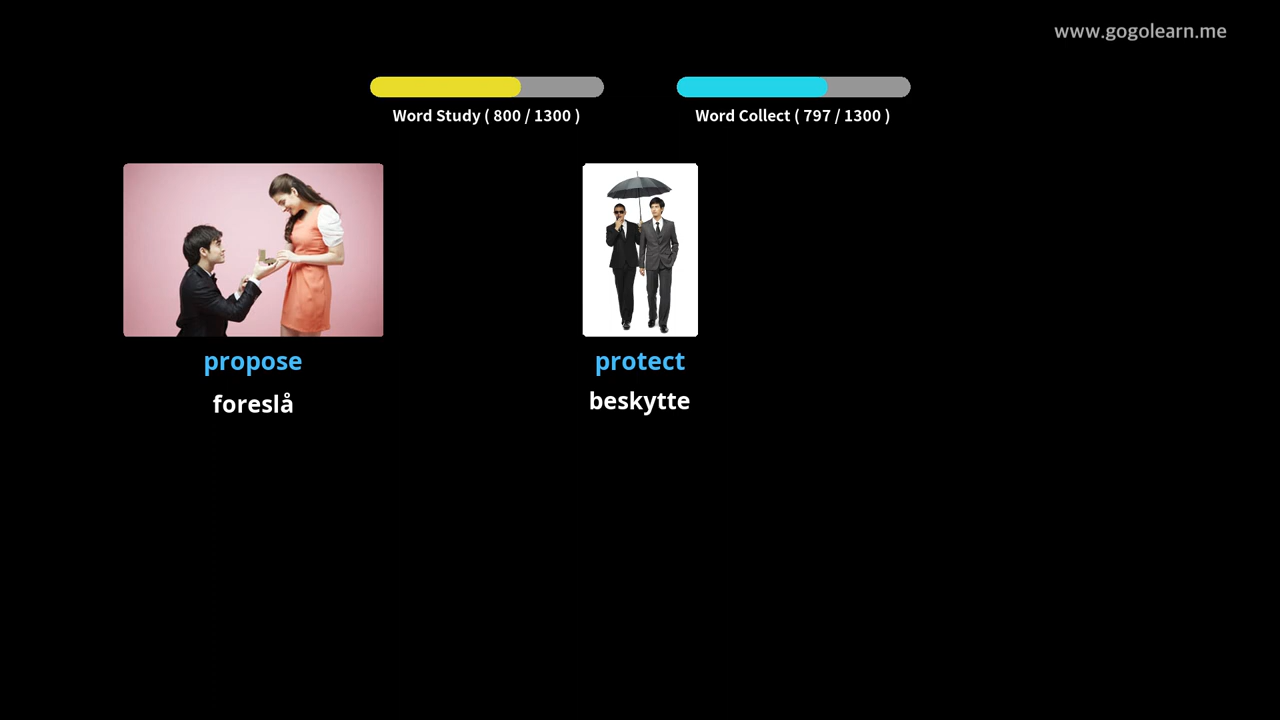 www.gogolearn.me
Word Study ( 800 / 1300 )
Word Collect ( 797 / 1300 )
propose
foreslå
protect
beskytte